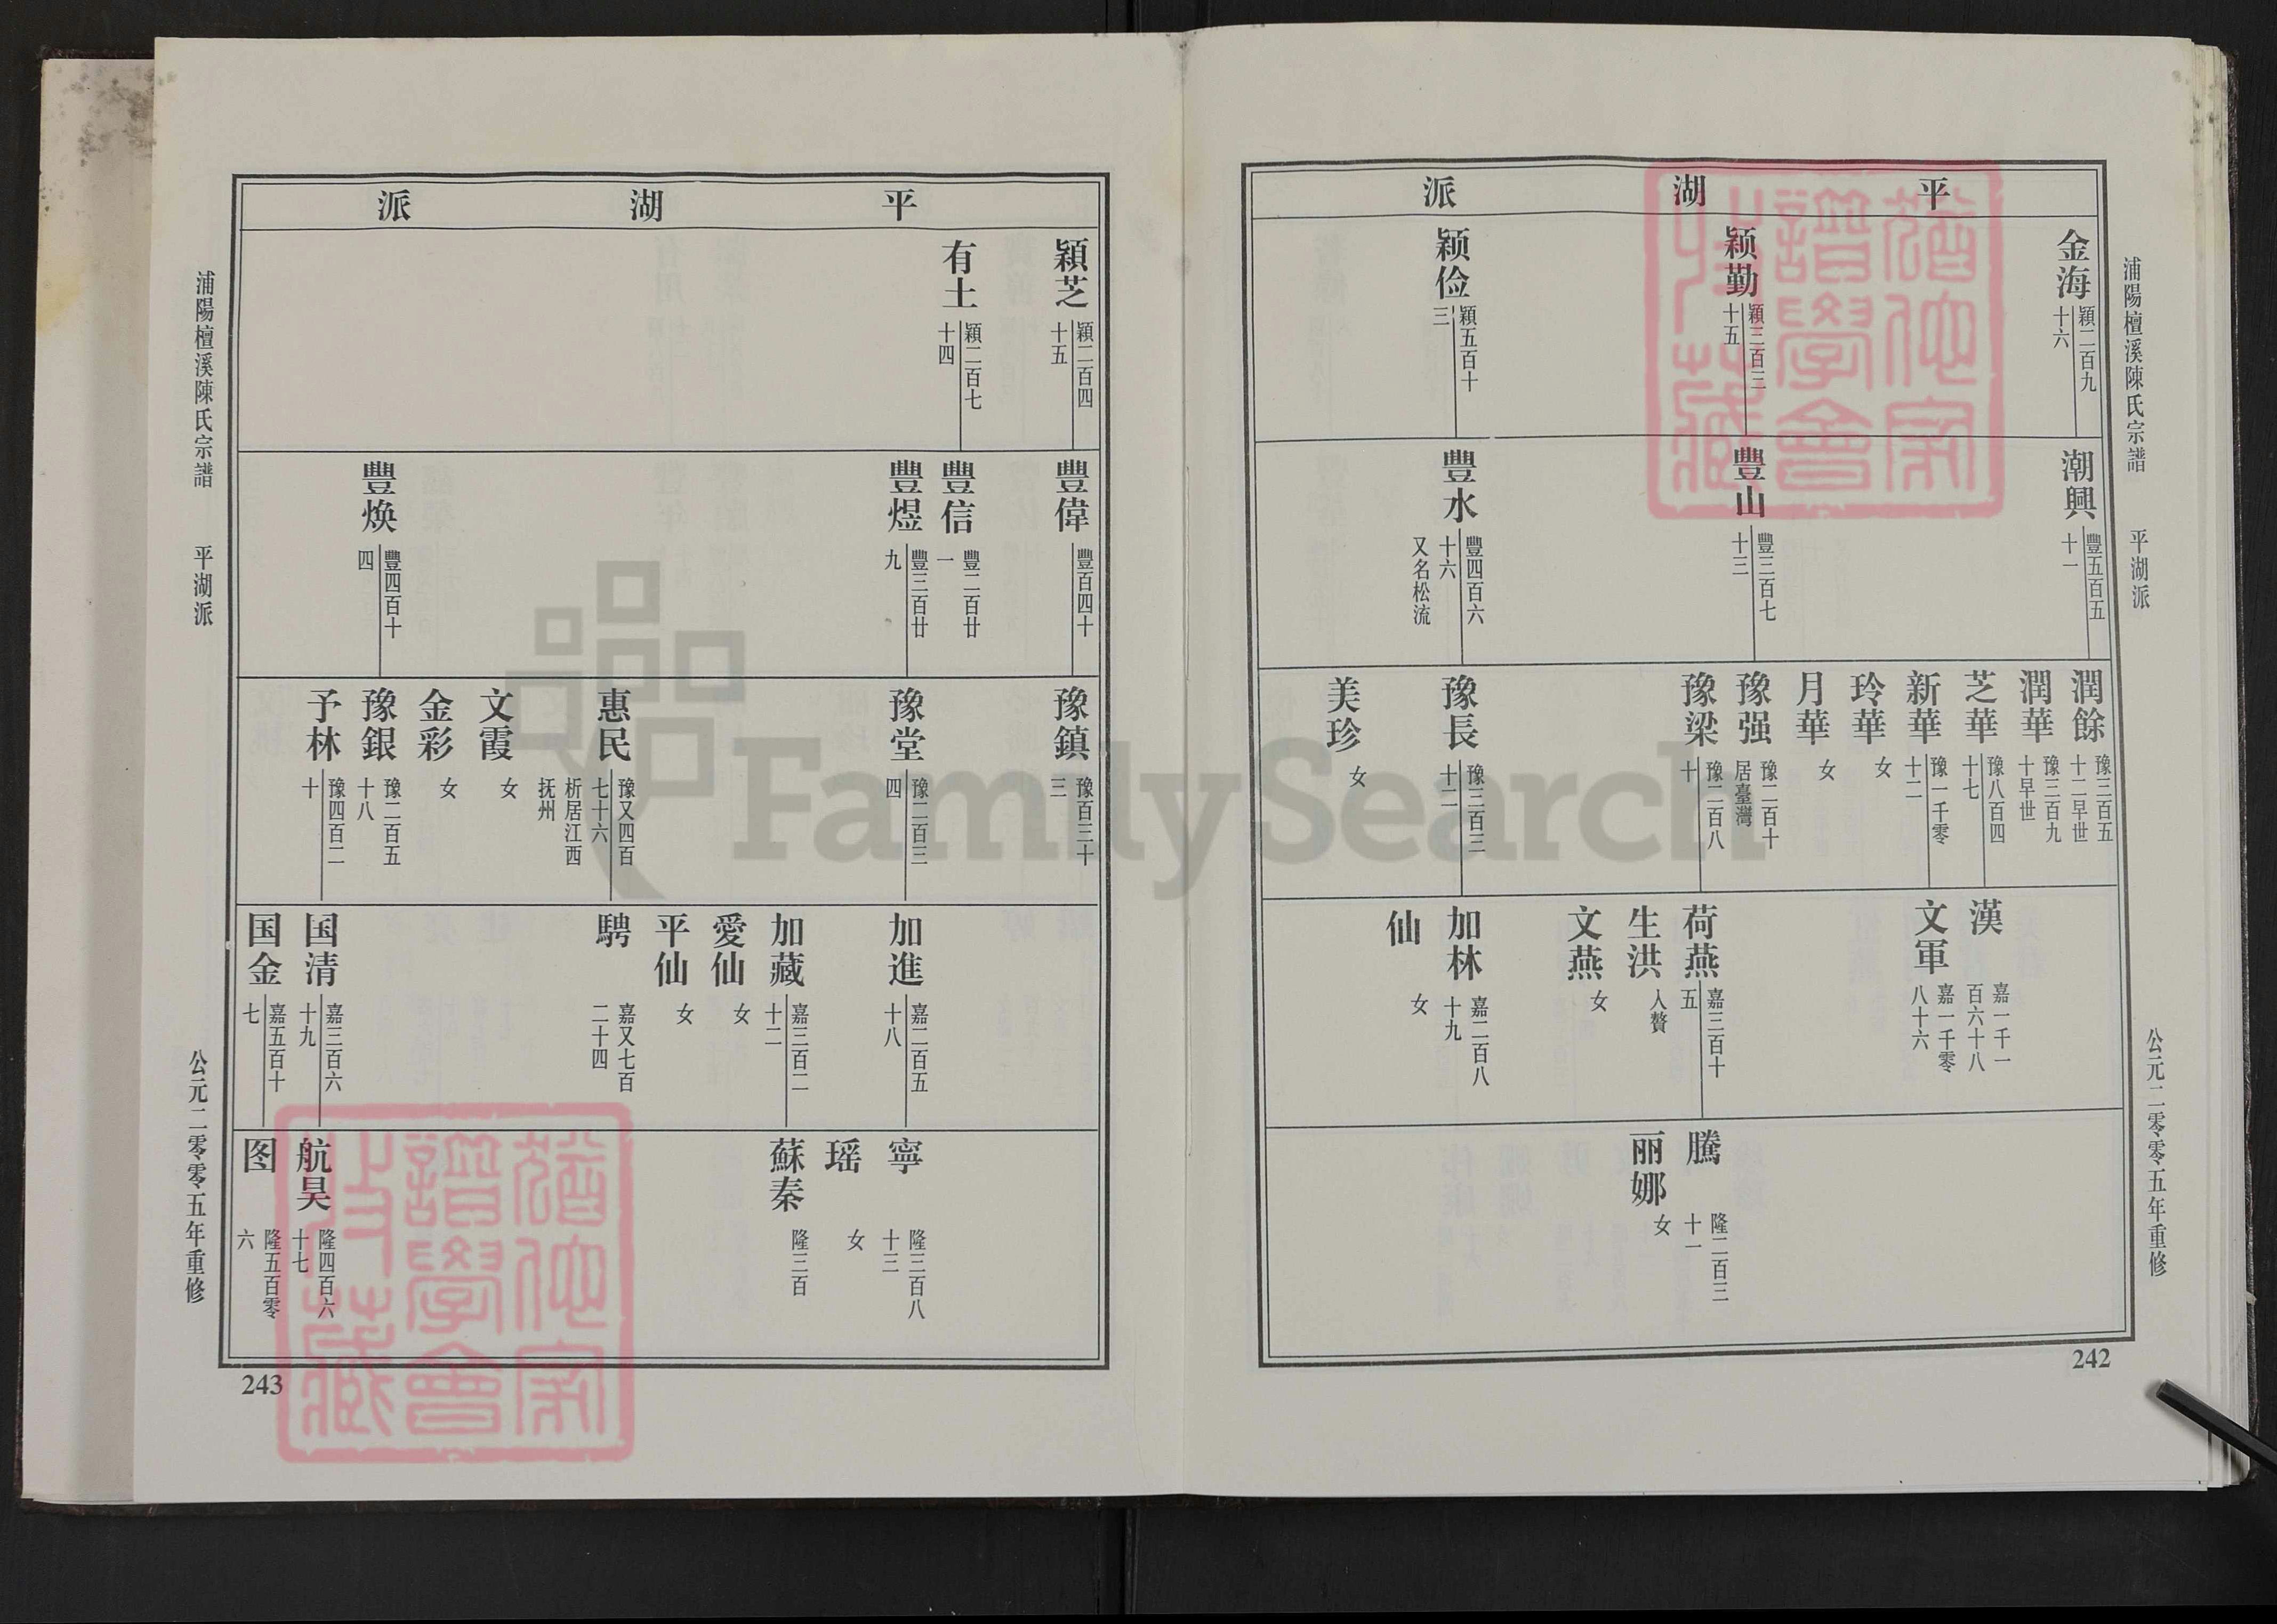 浦陽檀溪陳氏宗譜
平湖派
公元二零零五年重修
平湖派
金海
穎二百九
十六
颖勤
穎三百三
十五
颖俭
穎五百十
三
潮興
豐五百五
十一
豐山
豐三百七
十三
豐水
豐四百六
十六
又名松流
潤餘
豫三百五
十二早世
潤華
豫三百九
十早世
芝華
豫八百四
十七
新華
豫一千零
十二
玲華
女
月華
女
豫强
豫二百十
居臺灣
豫梁
豫二百八
十
豫長
豫三百三
十二
美珍
女
漢
嘉一千一
百六十八
文軍
嘉一千零
八十六
荷燕
嘉三百十
五
生洪
入贅
文燕
女
加林
嘉二百八
十九
仙
女
騰
隆二百三
十一
丽娜
女
242
平湖派
穎芝
穎二百四
十五
有土
穎二百七
十四
豐偉
豐百四十
豐信
豐二百廿
一
豐煜
豐三百廿
九
豐焕
豐四百十
四
豫鎮
豫百三十
三
豫堂
豫二百三
四
惠民
豫又四百
七十六
析居江西
抚州
文霞
女
金彩
女
豫銀
豫二百五
十八
予林
豫四百二
十
加進
嘉二百五
十八
加藏
嘉三百二
十二
愛仙
女
平仙
女
騁
嘉又七百
二十四
国清
嘉三百六
十九
国金
嘉五百十
七
寧
隆三百八
十三
瑶
女
蘇秦
隆三百
航昊
隆四百六
十七
图
隆五百零
六
浦陽檀溪陳氏宗譜
平湖派
公元二零零五年重修
243
FamilySearch